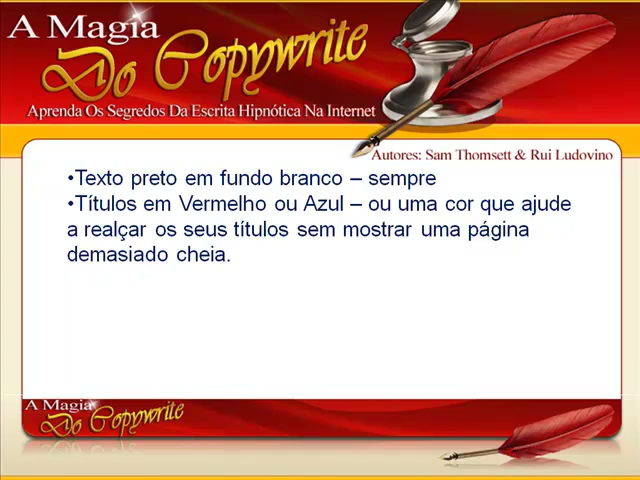 A Magia
Do Copywrite
Aprenda Os Segredos Da Escrita Hipnótica Na Internet
Autores: Sam Thomsett & Rui Ludovino
•Texto preto em fundo branco – sempre
•Títulos em Vermelho ou Azul – ou uma cor que ajude
a realçar os seus títulos sem mostrar uma página
demasiado cheia.
A Magia
Do Copywrite